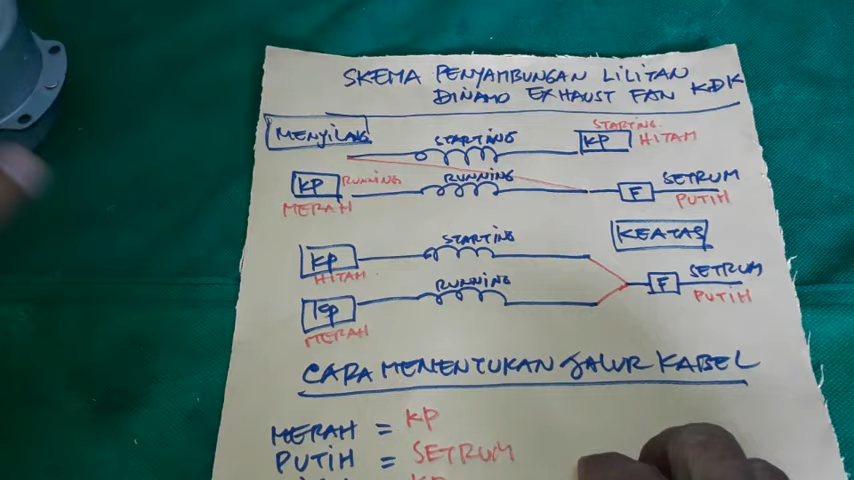 SKEMA PENYAMBUNGAN LILITAN
DINAMO EXHAUST FAN KDK
MENYILANG
STARTING
STARTING
KP
HITAM
KP
RUNNING
RUNNING
F
SETRUM
MERAH
PUTIH
STARTING
KEATAS
KP
HITAM
RUNNING
F
SETRUM
KP
PUTIH
MERAH
CARA MENENTUKAN JALUR KABEL
MERAH = KP
PUTIH = SETRUM